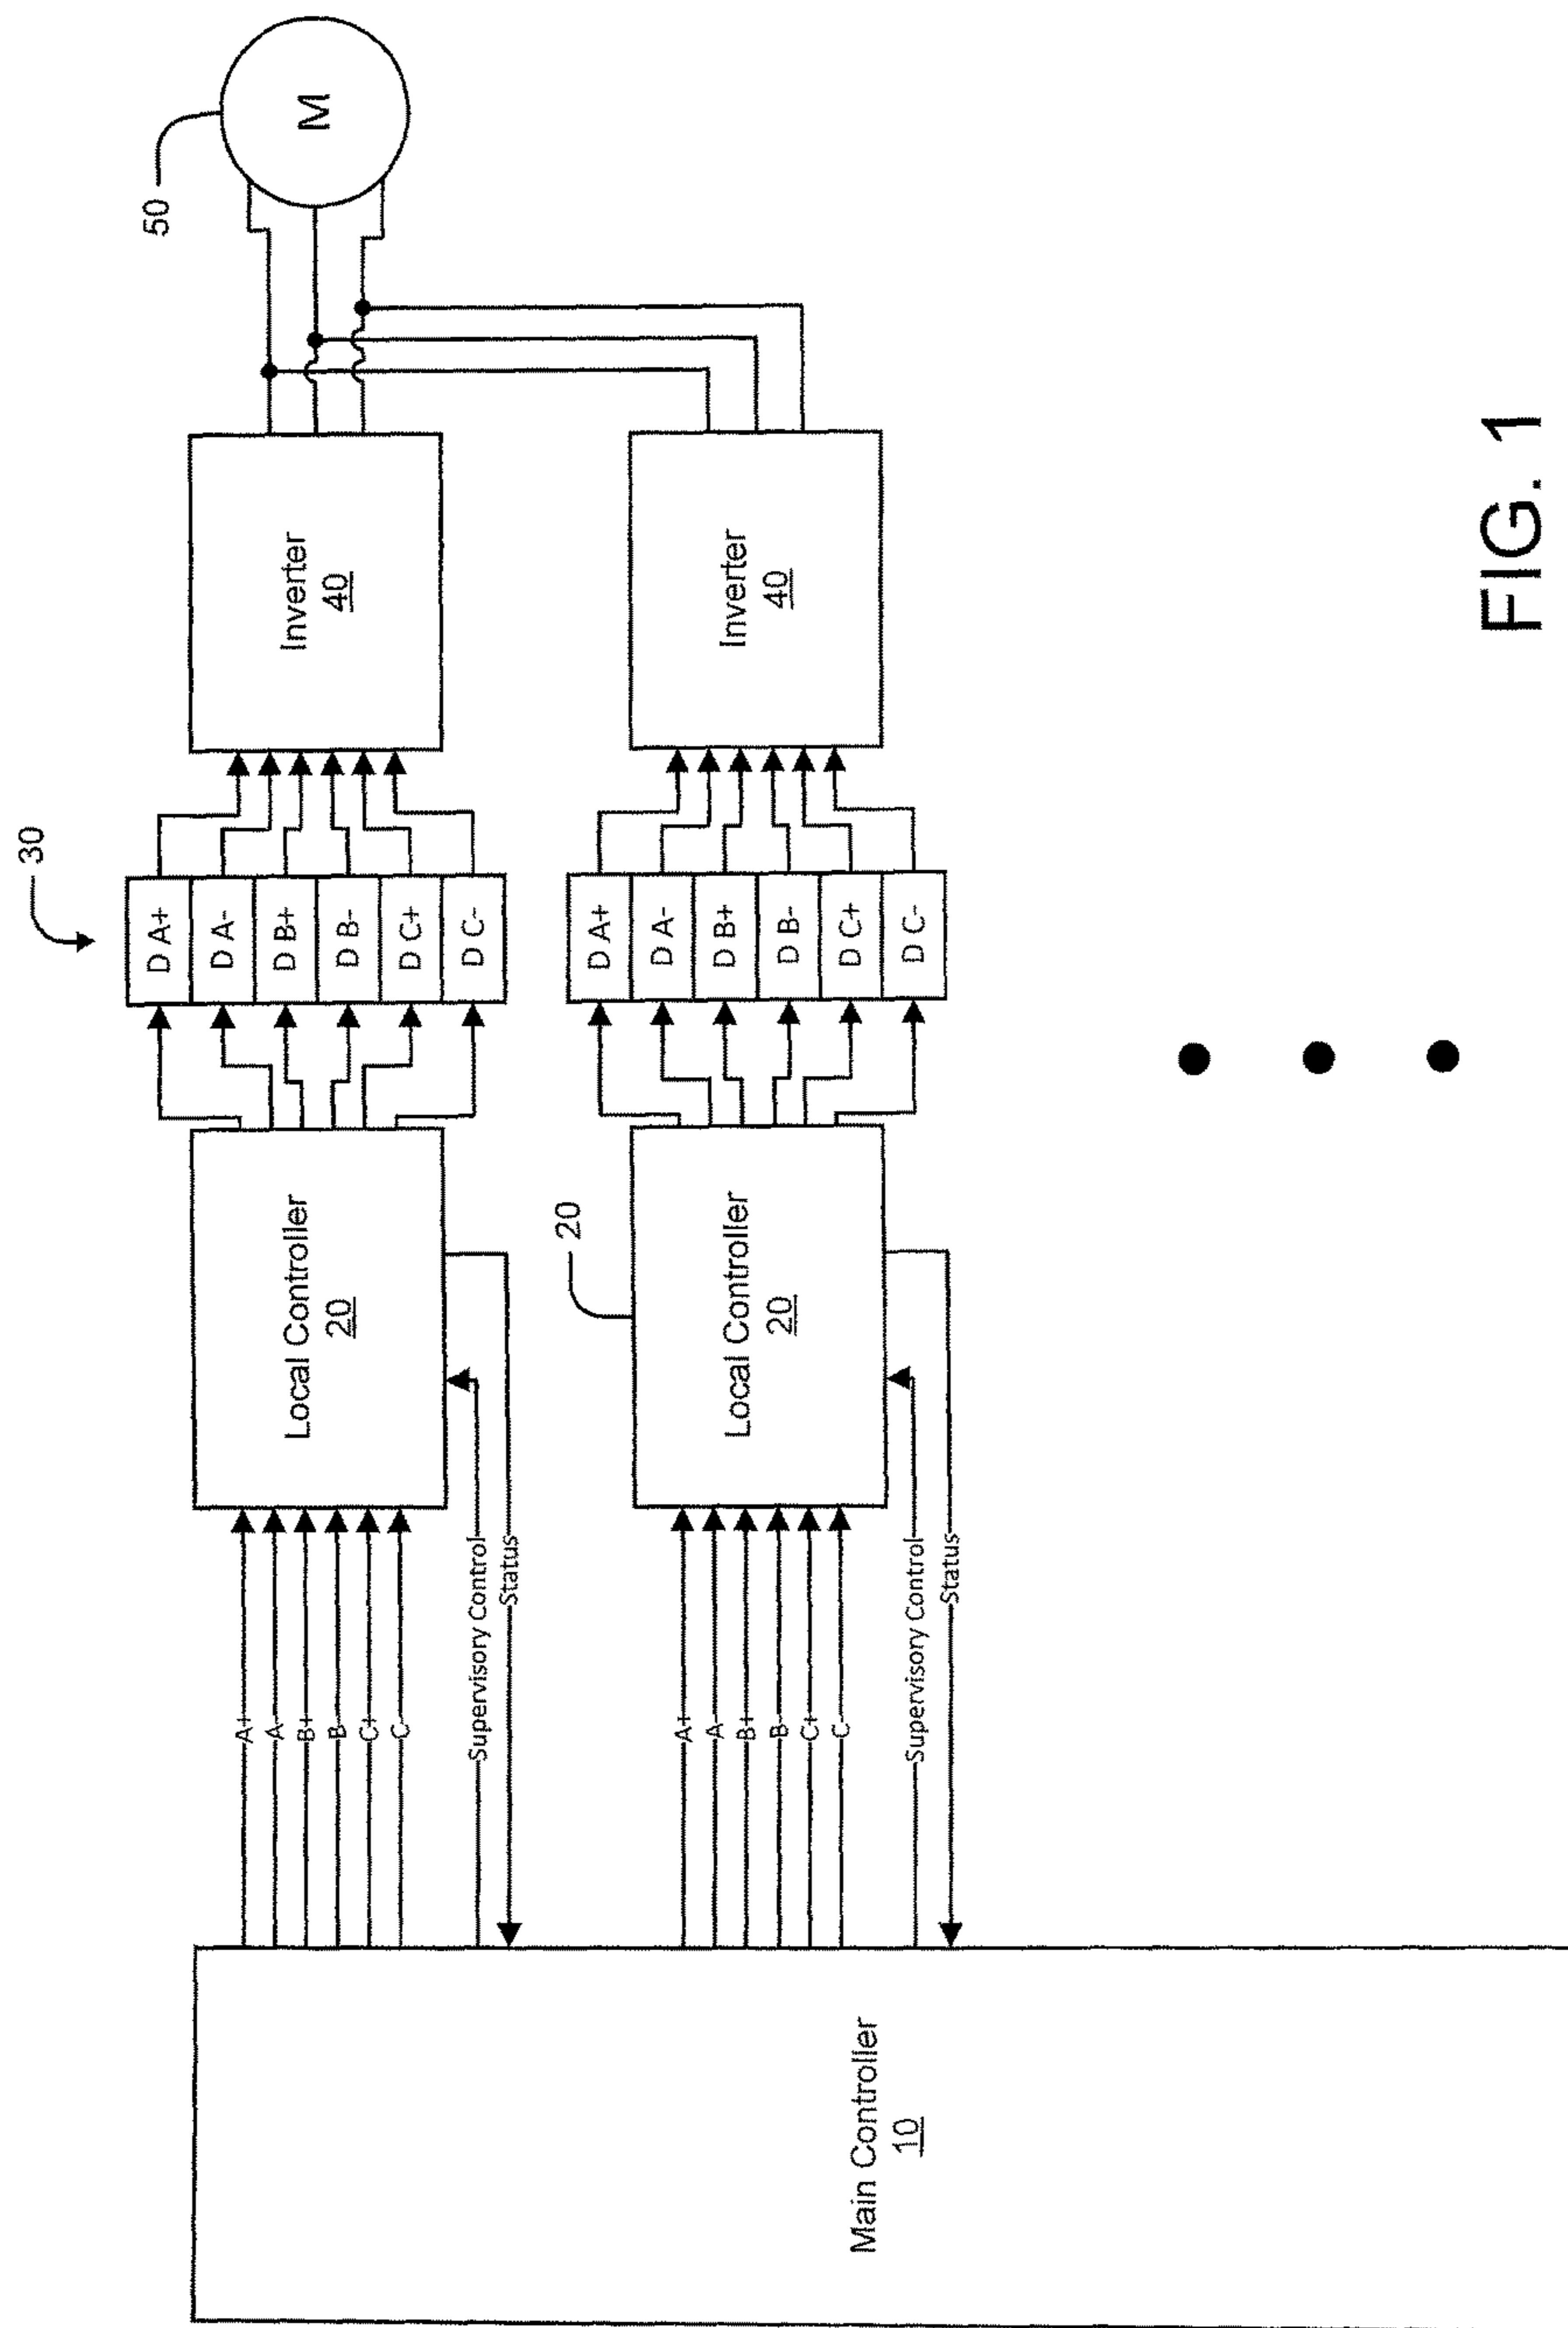 50
M
30
Inverter
40
D A+
D A-
D B+
D B-
D C+
D C-
Local Controller
20
A+
A-
B+
B-
C+
C-
Supervisory Control
Status
Inverter
40
D A+
D A-
D B+
D B-
D C+
D C-
20
Local Controller
20
A+
A-
B+
B-
C+
C-
Supervisory Control
Status
Main Controller
10
FIG. 1